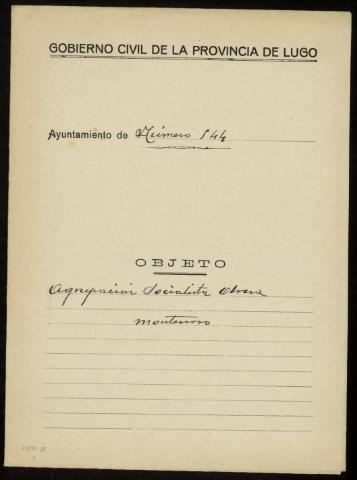 GOBIERNO CIVIL DE LA PROVINCIA DE LUGO
Ayuntamiento de Número 144
OBJETO
Agrupación Socialista Obrera
Monterroso